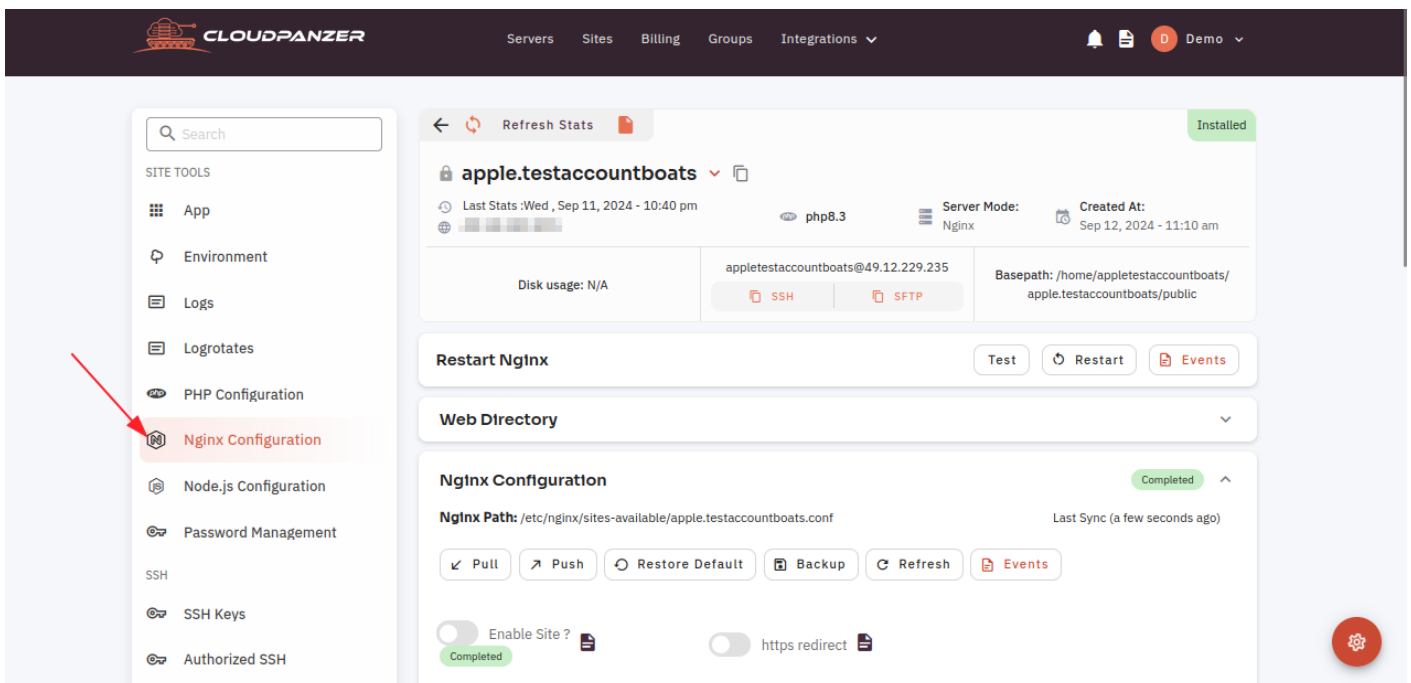 CLOUDPANZER
Servers Sites Billing Groups Integrations
D Demo
Search
SITE TOOLS
App
Environment
Logs
Logrotates
php PHP Configuration
N Nginx Configuration
JS Node.js Configuration
Password Management
SSH
SSH Keys
Authorized SSH
Refresh Stats
Installed
apple.testaccountboats
Last Stats :Wed , Sep 11, 2024 - 10:40 pm
php php8.3
Server Mode:
Nginx
Created At:
Sep 12, 2024 - 11:10 am
Disk usage: N/A
appletestaccountboats@49.12.229.235
SSH SFTP
Basepath: /home/appletestaccountboats/
apple.testaccountboats/public
Restart Nginx
Test Restart Events
Web Directory
Nginx Configuration
Completed
Nginx Path: /etc/nginx/sites-available/apple.testaccountboats.conf
Last Sync (a few seconds ago)
Pull Push Restore Default Backup Refresh Events
Enable Site ?
Completed
https redirect